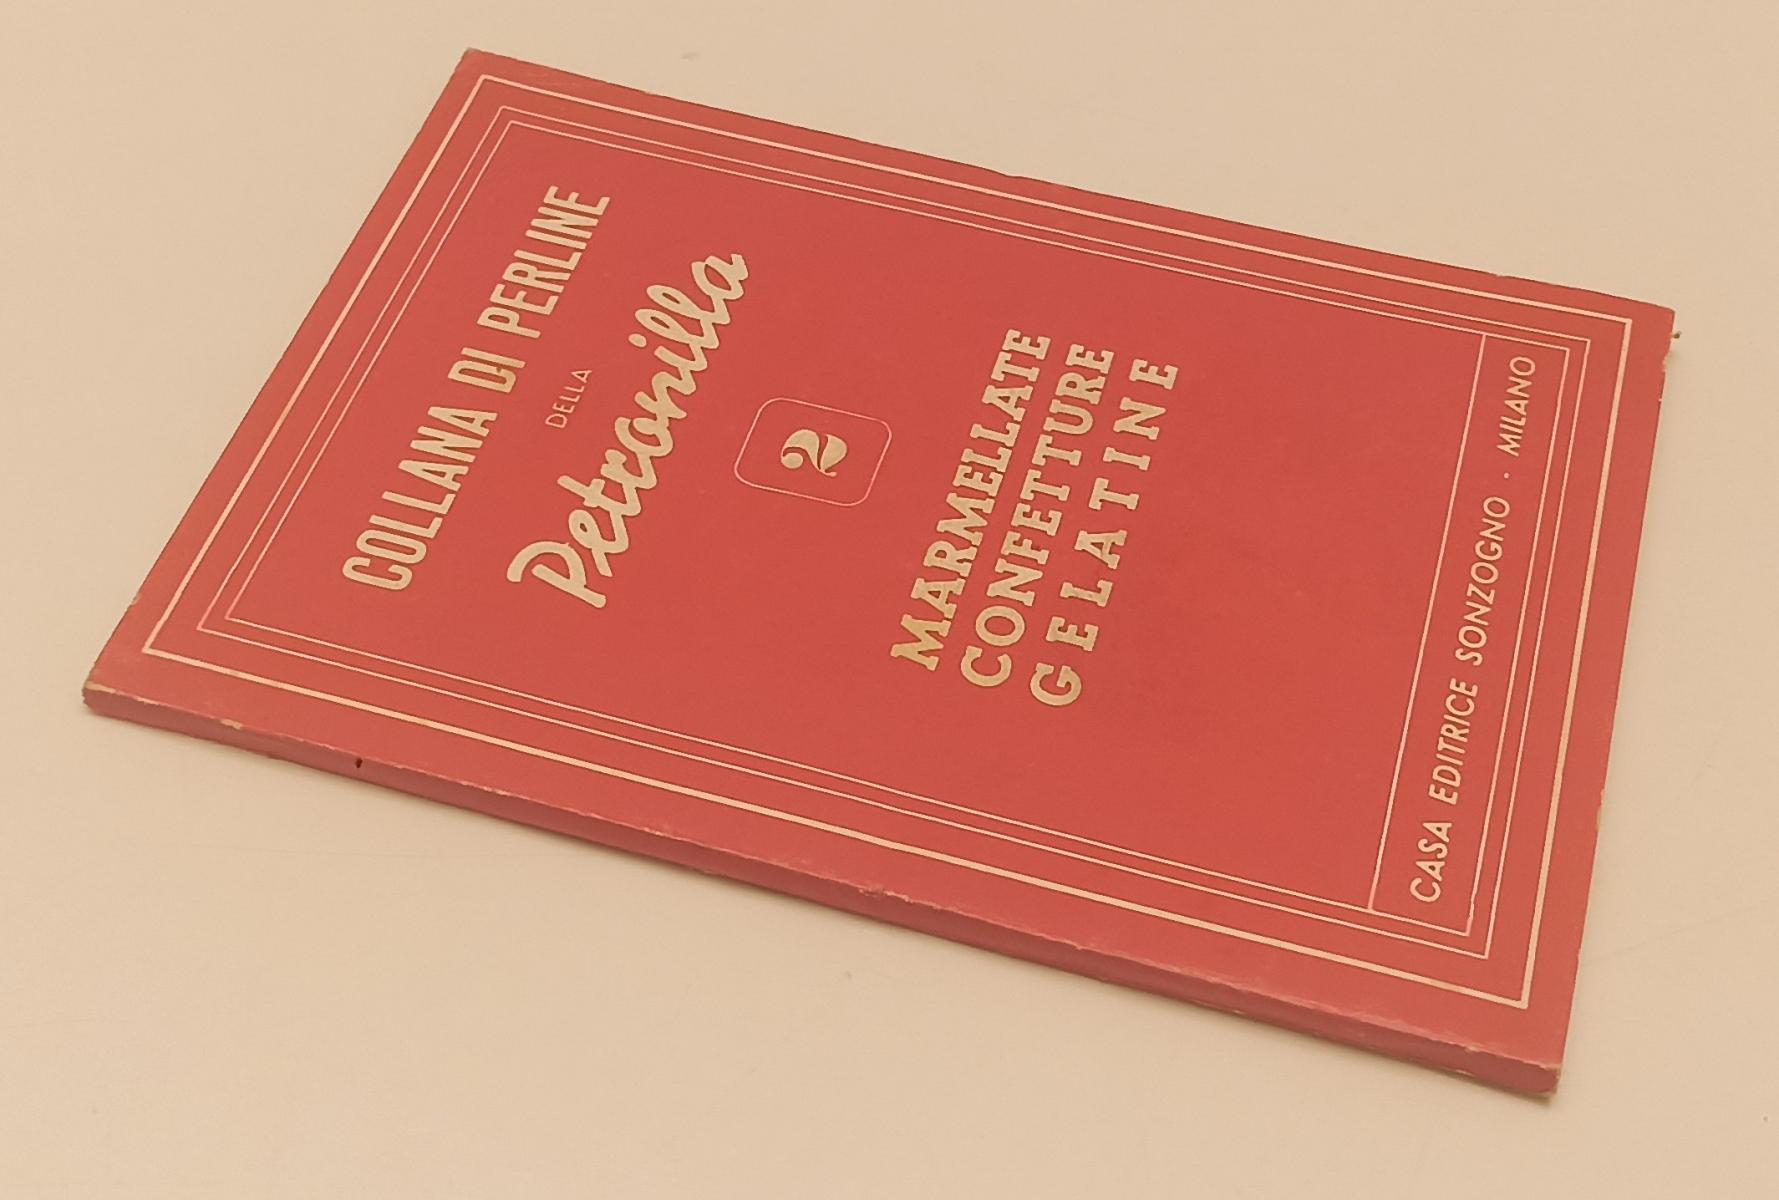 COLLANA DI PERLINE
DELLA
Petronilla
2
MARMELLATE
CONFETTURE
GELATINE
CASA EDITRICE SONZOGNO · MILANO